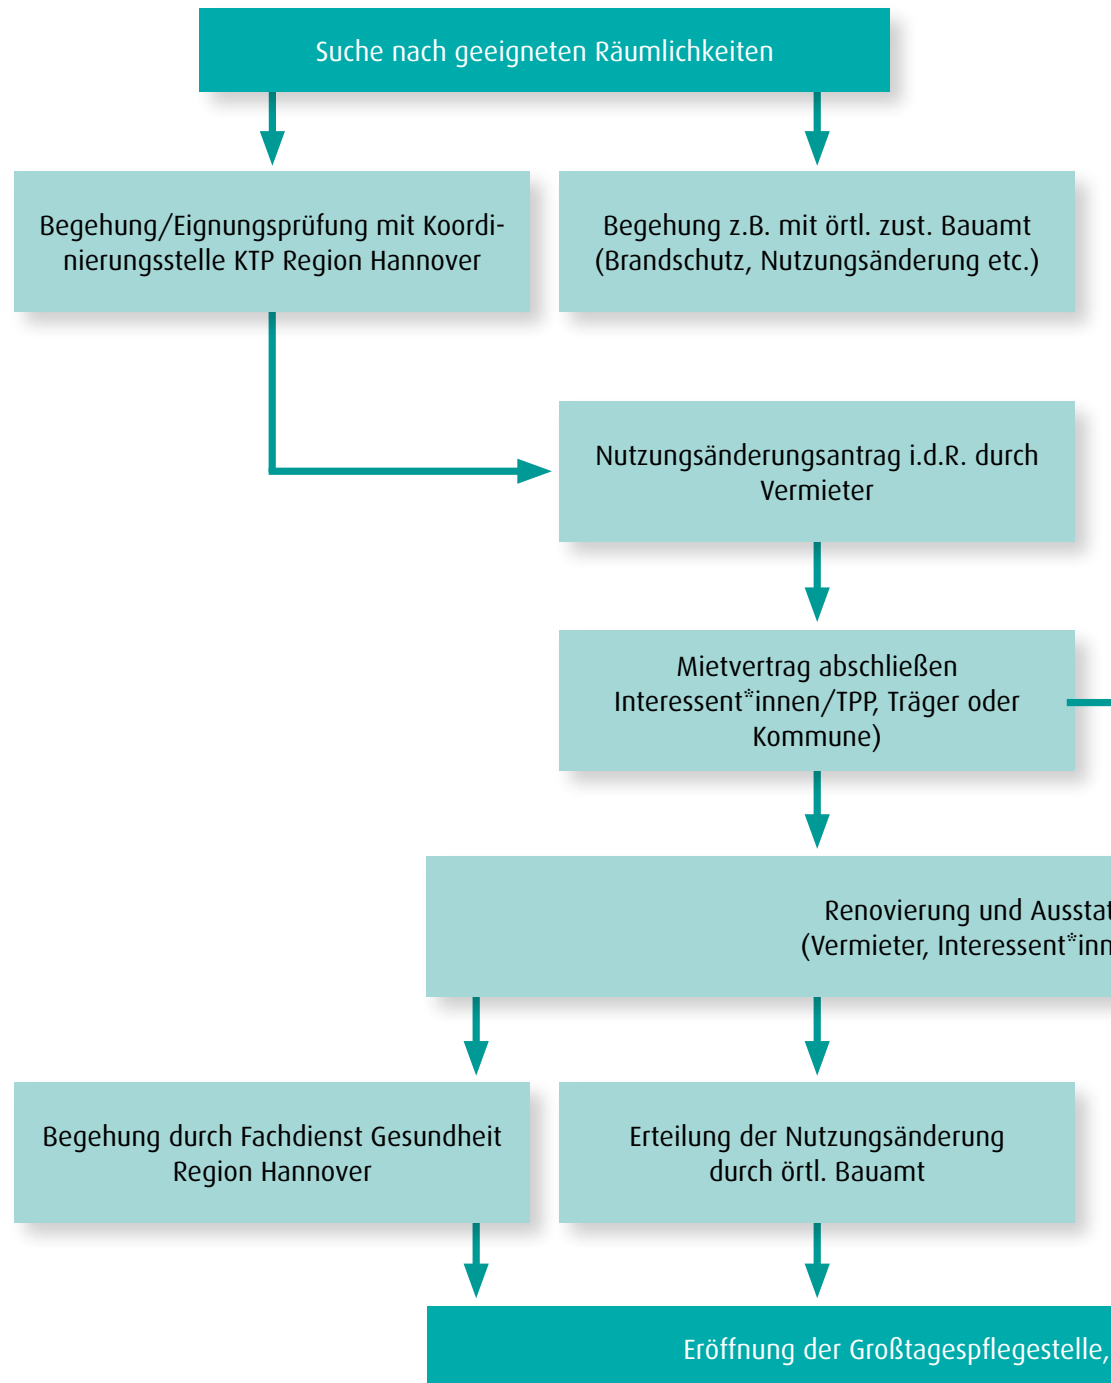 Suche nach geeigneten Räumlichkeiten
Begehung/Eignungsprüfung mit Koordi-
nierungsstelle KTP Region Hannover
Begehung z.B. mit örtl. zust. Bauamt
(Brandschutz, Nutzungsänderung etc.)
Nutzungsänderungsantrag i.d.R. durch
Vermieter
Mietvertrag abschließen
Interessent*innen/TPP, Träger oder
Kommune)
Renovierung und Ausstat
(Vermieter, Interessent*inn
Begehung durch Fachdienst Gesundheit
Region Hannover
Erteilung der Nutzungsänderung
durch örtl. Bauamt
Eröffnung der Großtagespflegestelle,